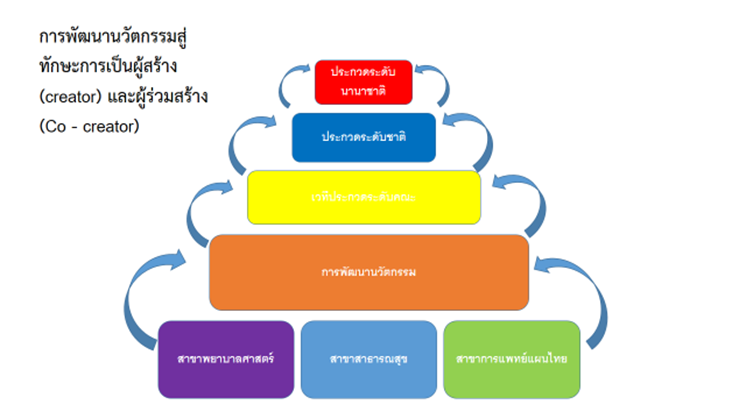 การพัฒนานวัตกรรมสู่
ทักษะการเป็นผู้สร้าง
(creator) และผู้ร่วมสร้าง
(Co - creator)
ประกวดระดับ
นานาชาติ
ประกวดระดับชาติ
เวทีประกวดระดับคณะ
การพัฒนานวัตกรรม
สาขาพยาบาลศาสตร์
สาขาสาธารณสุข
สาขาการแพทย์แผนไทย